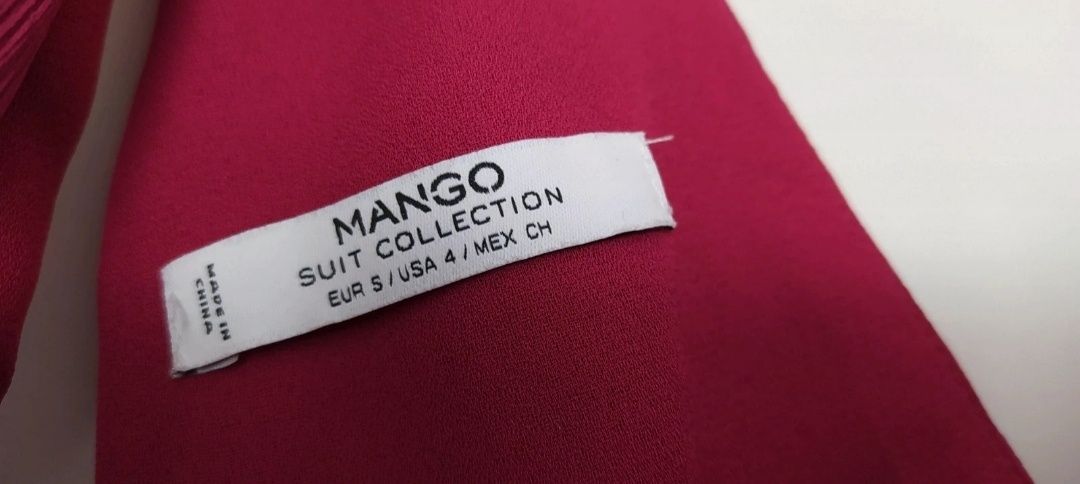 MANGO
SUIT COLLECTION
EUR S / USA 4 / MEX CH
MADE IN
CHINA